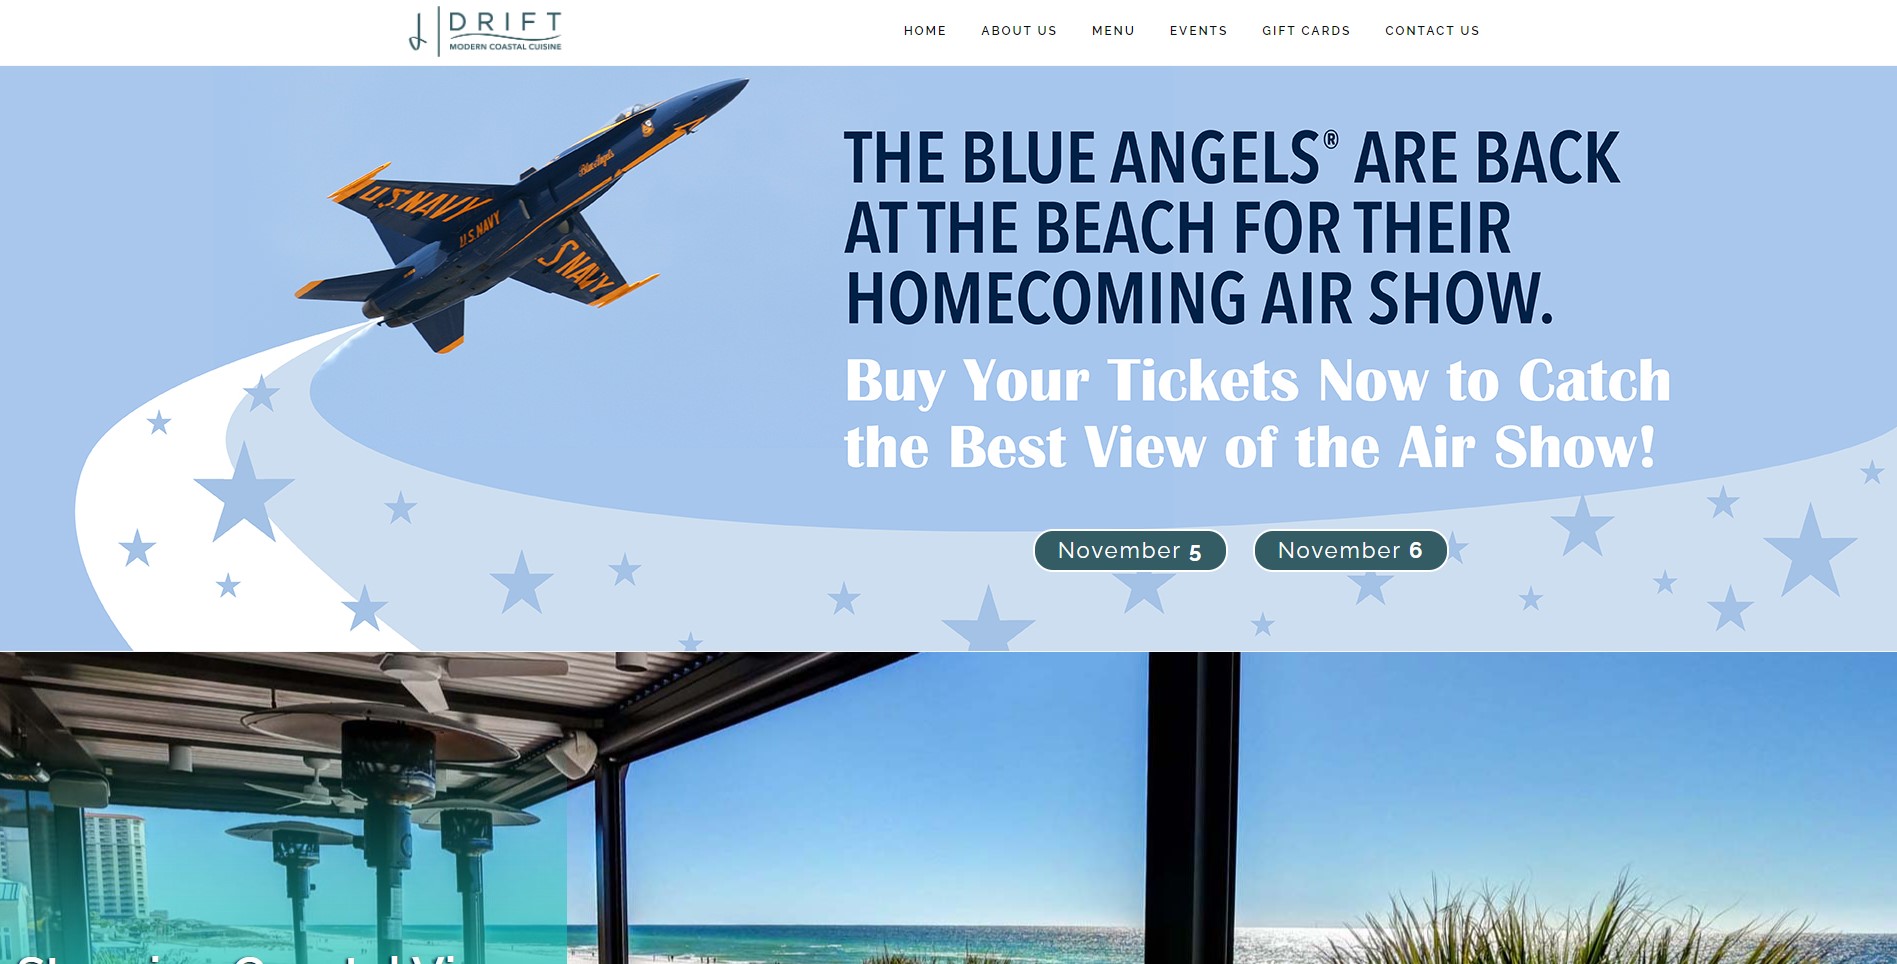 DRIFT
MODERN COASTAL CUISINE
HOME ABOUT US MENU EVENTS GIFT CARDS CONTACT US
THE BLUE ANGELS® ARE BACK
AT THE BEACH FOR THEIR
HOMECOMING AIR SHOW.
Buy Your Tickets Now to Catch
the Best View of the Air Show!
U.S.NAVY
U.S.NAVY
S NAVY
Blue Angels
November 5 November 6